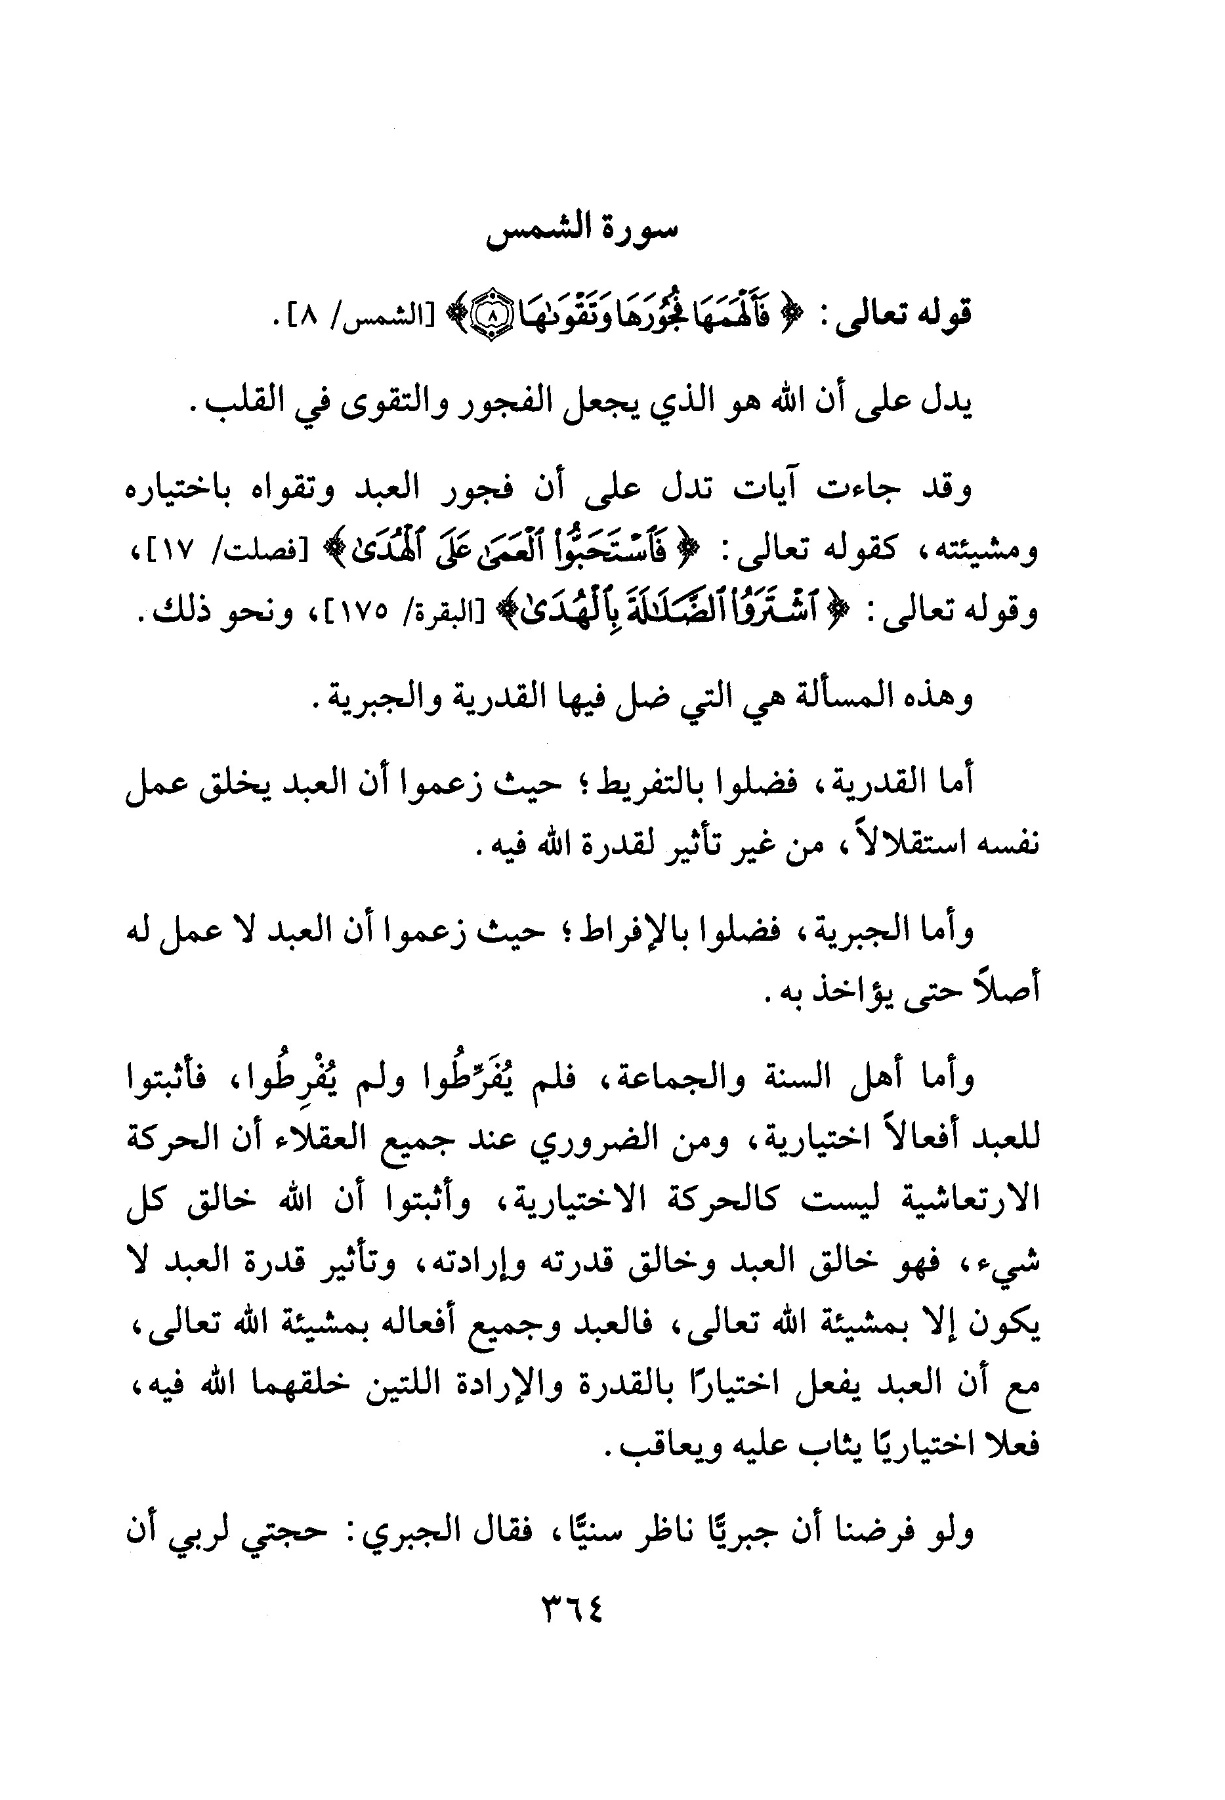 سورة الشمس
قوله تعالى: ﴿فَأَلْهَمَهَا فُجُورَهَا وَتَقْوَىٰهَا ۝٨﴾ [الشمس/ ٨].
يدل على أن الله هو الذي يجعل الفجور والتقوى في القلب.
وقد جاءت آيات تدل على أن فجور العبد وتقواه باختياره
ومشيئته، كقوله تعالى: ﴿فَٱسْتَحَبُّوا۟ ٱلْعَمَىٰ عَلَى ٱلْهُدَىٰ﴾ [فصلت/ ١٧]،
وقوله تعالى: ﴿ٱشْتَرَوُا۟ ٱلضَّلَـٰلَةَ بِٱلْهُدَىٰ﴾ [البقرة/ ١٧٥]، ونحو ذلك.
وهذه المسألة هي التي ضل فيها القدرية والجبرية.
أما القدرية، فضلوا بالتفريط؛ حيث زعموا أن العبد يخلق عمل
نفسه استقلالاً، من غير تأثير لقدرة الله فيه.
وأما الجبرية، فضلوا بالإفراط؛ حيث زعموا أن العبد لا عمل له
أصلاً حتى يؤاخذ به.
وأما أهل السنة والجماعة، فلم يُفَرِّطُوا ولم يُفْرِطُوا، فأثبتوا
للعبد أفعالاً اختيارية، ومن الضروري عند جميع العقلاء أن الحركة
الارتعاشية ليست كالحركة الاختيارية، وأثبتوا أن الله خالق كل
شيء، فهو خالق العبد وخالق قدرته وإرادته، وتأثير قدرة العبد لا
يكون إلا بمشيئة الله تعالى، فالعبد وجميع أفعاله بمشيئة الله تعالى،
مع أن العبد يفعل اختيارًا بالقدرة والإرادة اللتين خلقهما الله فيه،
فعلا اختياريًا يثاب عليه ويعاقب.
ولو فرضنا أن جبريًّا ناظر سنيًّا، فقال الجبري: حجتي لربي أن
٣٦٤